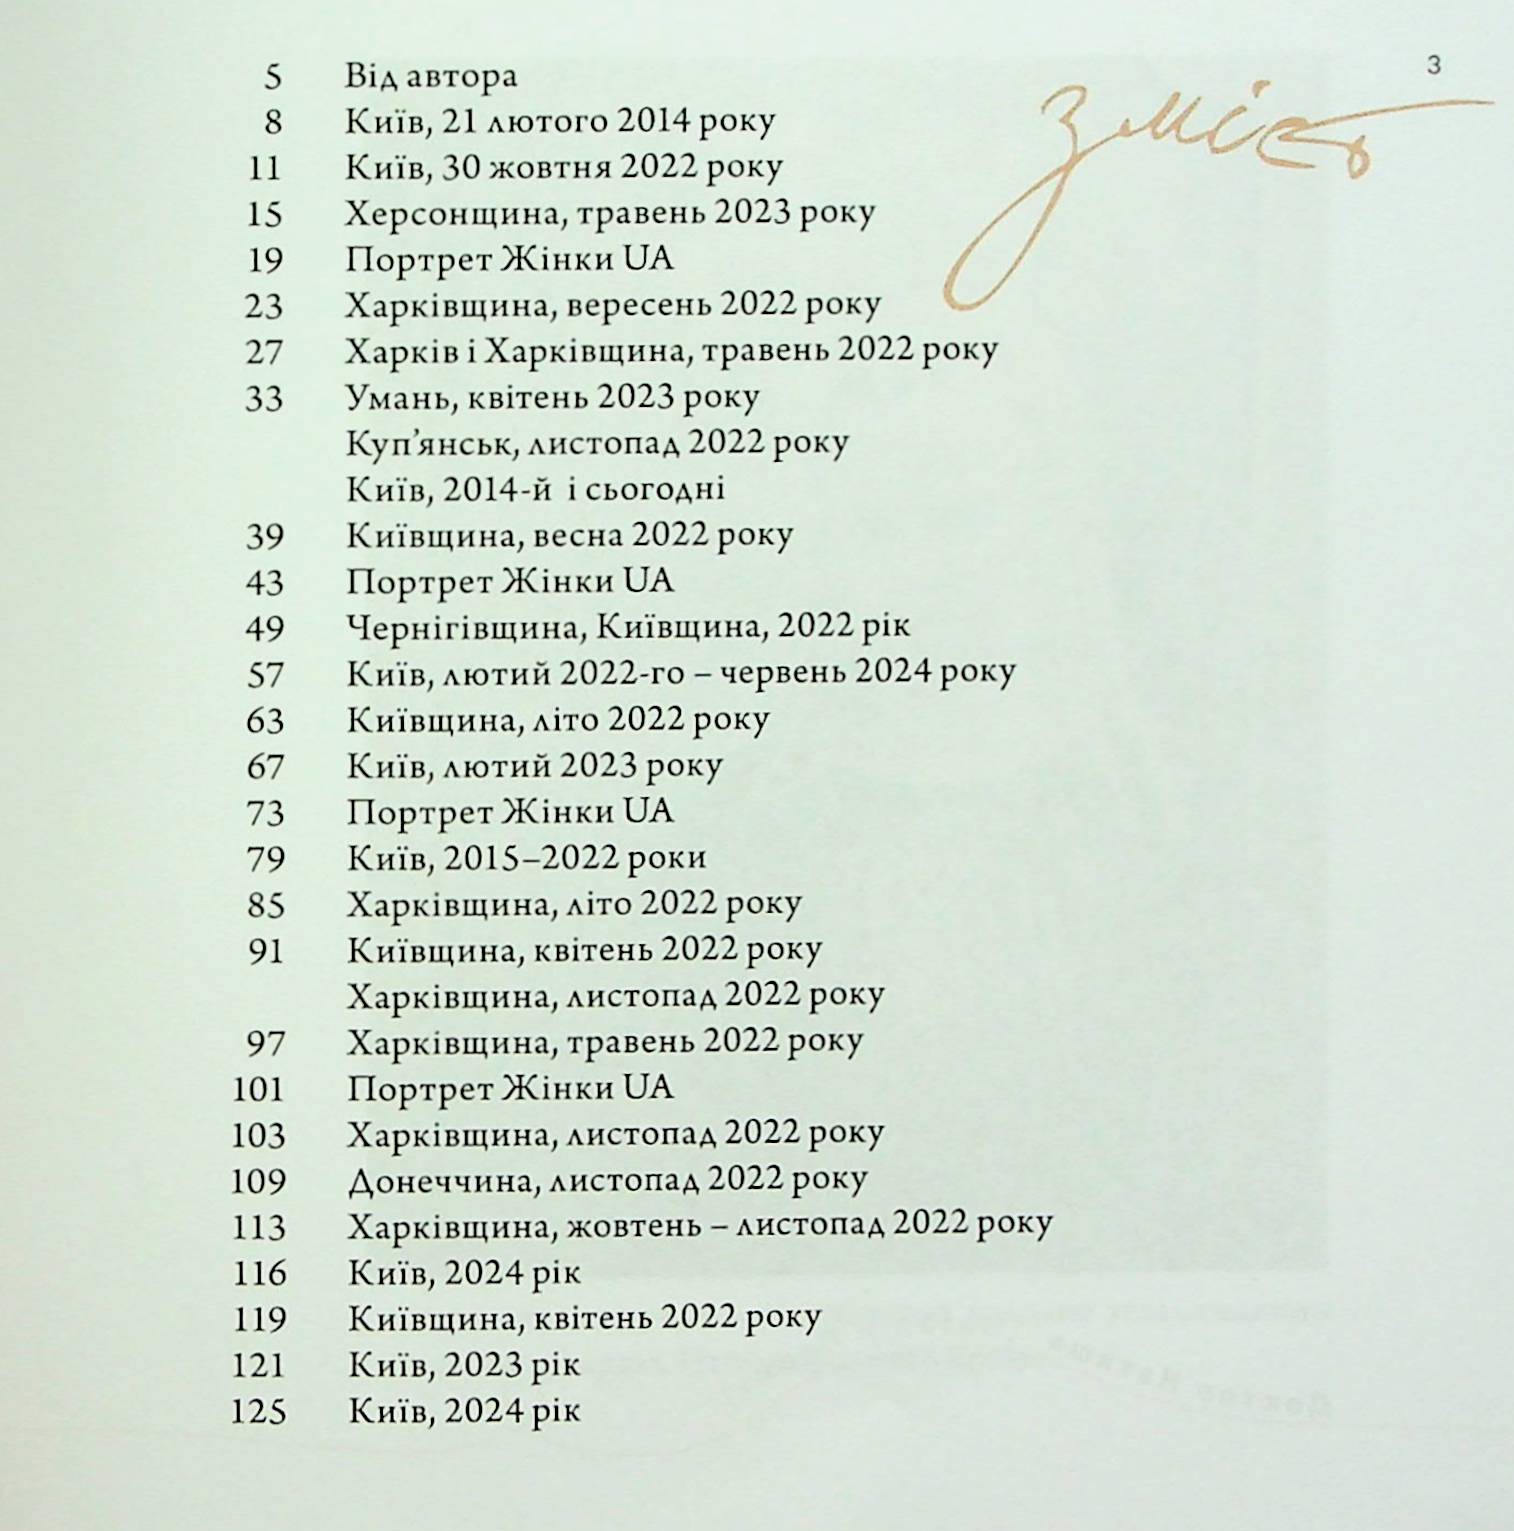 3
Зміст
5 Від автора
8 Київ, 21 лютого 2014 року
11 Київ, 30 жовтня 2022 року
15 Херсонщина, травень 2023 року
19 Портрет Жінки UA
23 Харківщина, вересень 2022 року
27 Харків і Харківщина, травень 2022 року
33 Умань, квітень 2023 року
Куп’янськ, листопад 2022 року
Київ, 2014-й і сьогодні
39 Київщина, весна 2022 року
43 Портрет Жінки UA
49 Чернігівщина, Київщина, 2022 рік
57 Київ, лютий 2022-го – червень 2024 року
63 Київщина, літо 2022 року
67 Київ, лютий 2023 року
73 Портрет Жінки UA
79 Київ, 2015–2022 роки
85 Харківщина, літо 2022 року
91 Київщина, квітень 2022 року
Харківщина, листопад 2022 року
97 Харківщина, травень 2022 року
101 Портрет Жінки UA
103 Харківщина, листопад 2022 року
109 Донеччина, листопад 2022 року
113 Харківщина, жовтень – листопад 2022 року
116 Київ, 2024 рік
119 Київщина, квітень 2022 року
121 Київ, 2023 рік
125 Київ, 2024 рік